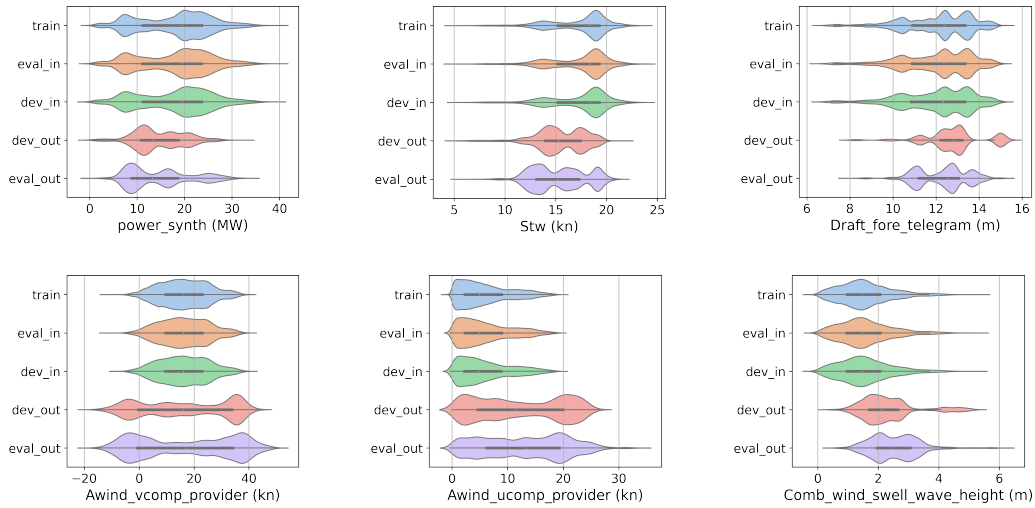 train
eval_in
dev_in
dev_out
eval_out
0 10 20 30 40
power_synth (MW)
train
eval_in
dev_in
dev_out
eval_out
5 10 15 20 25
Stw (kn)
train
eval_in
dev_in
dev_out
eval_out
6 8 10 12 14 16
Draft_fore_telegram (m)
train
eval_in
dev_in
dev_out
eval_out
−20 0 20 40
Awind_vcomp_provider (kn)
train
eval_in
dev_in
dev_out
eval_out
0 10 20 30
Awind_ucomp_provider (kn)
train
eval_in
dev_in
dev_out
eval_out
0 2 4 6
Comb_wind_swell_wave_height (m)